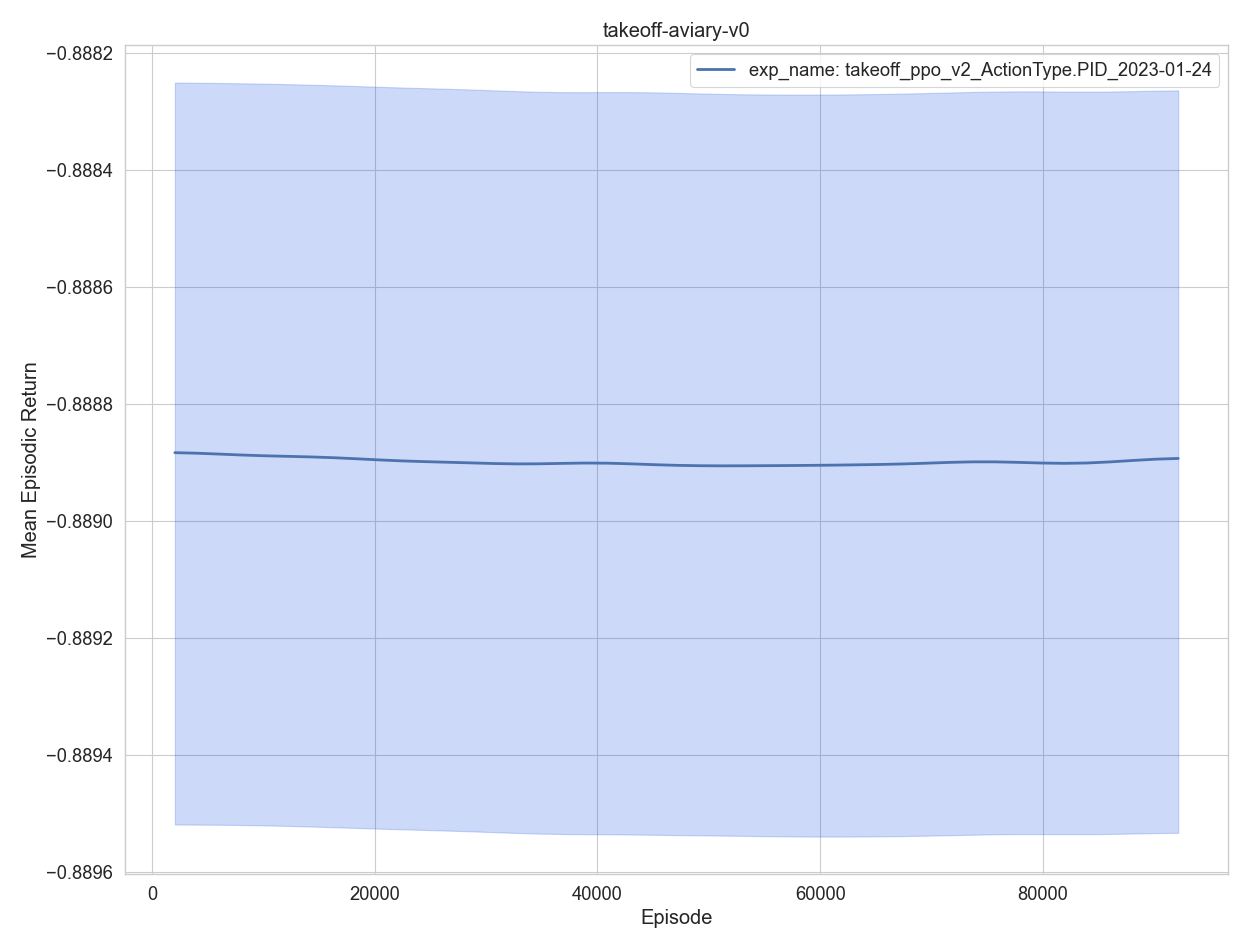 takeoff-aviary-v0
exp_name: takeoff_ppo_v2_ActionType.PID_2023-01-24
−0.8882
−0.8884
−0.8886
−0.8888
−0.8890
−0.8892
−0.8894
−0.8896
Mean Episodic Return
0 20000 40000 60000 80000
Episode